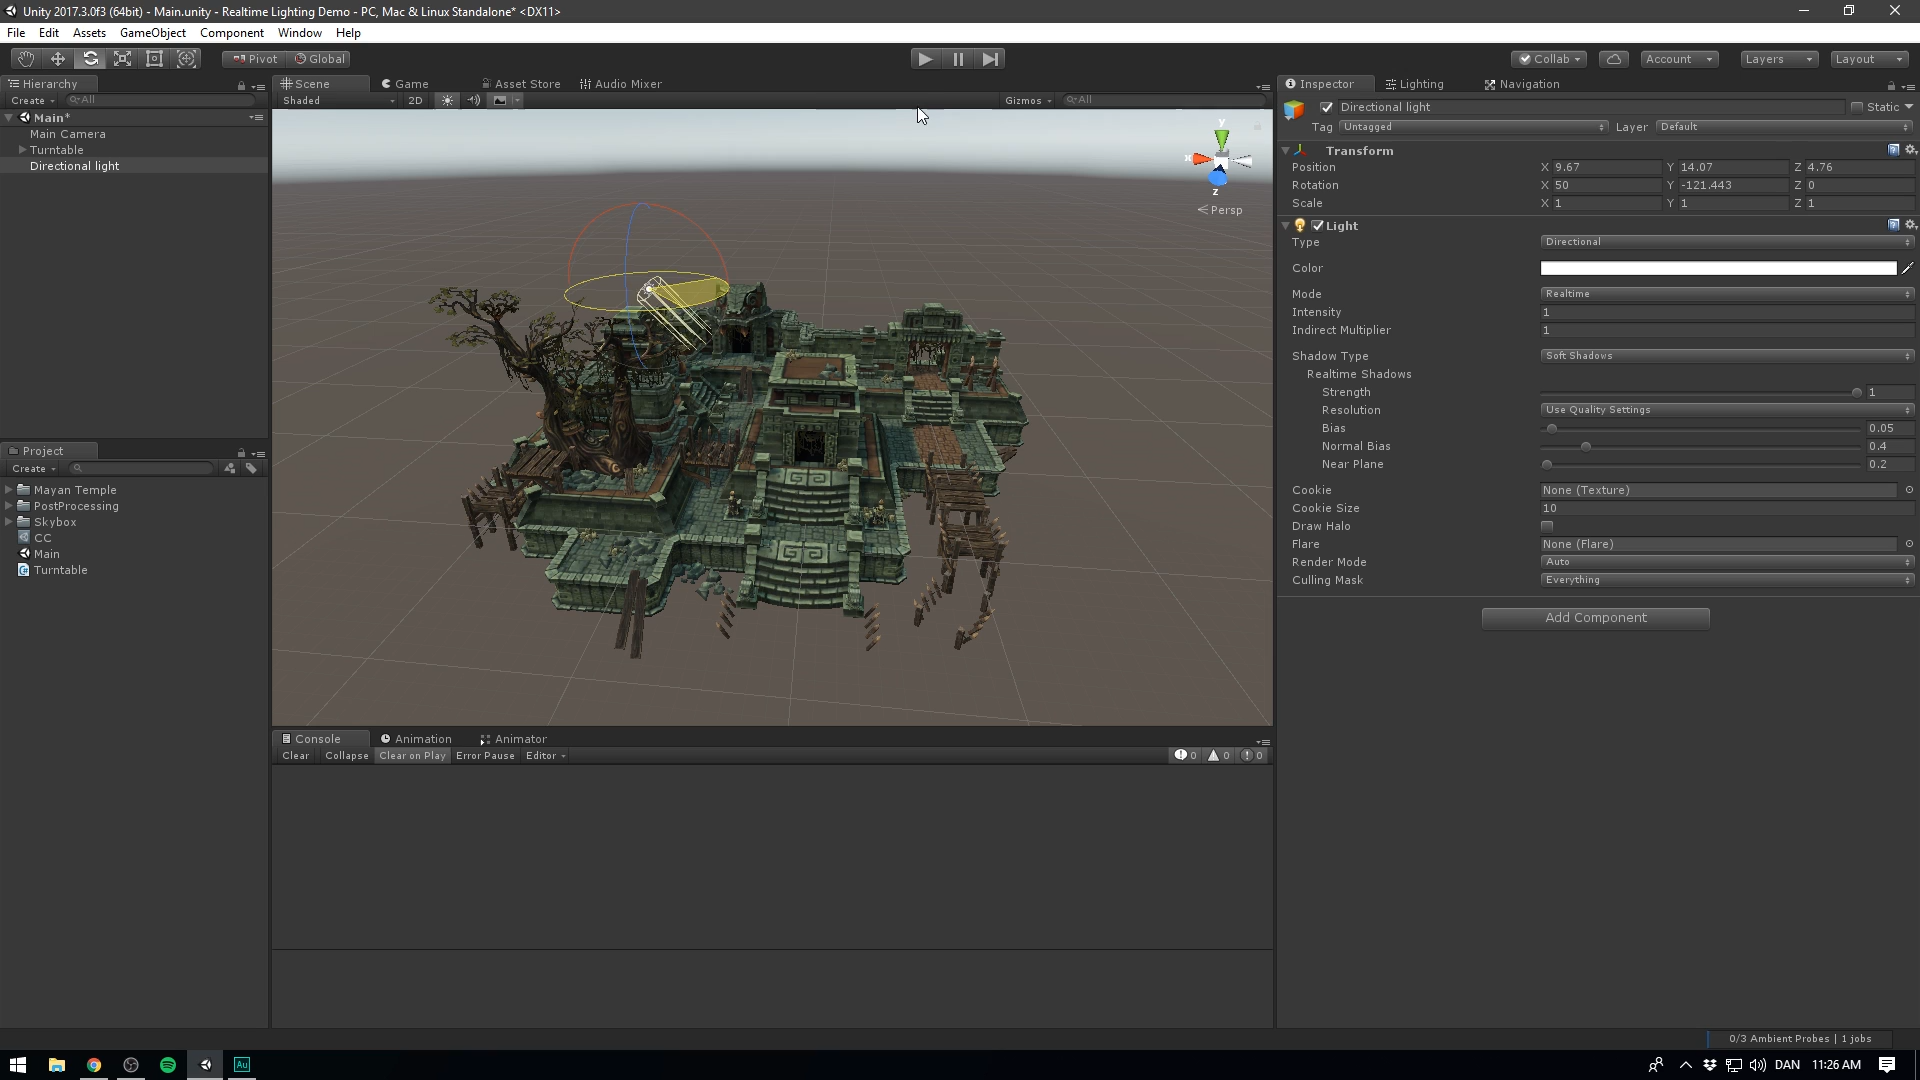 Unity 2017.3.0f3 (64bit) - Main.unity - Realtime Lighting Demo - PC, Mac & Linux Standalone* <DX11>
File Edit Assets GameObject Component Window Help
Pivot Global Collab Account Layers Layout
Hierarchy
Create All
Main*
Main Camera
Turntable
Directional light
Project
Create
Mayan Temple
PostProcessing
Skybox
CC
Main
Turntable
Scene Game Asset Store Audio Mixer
Shaded 2D Gizmos All
y
x
z
Persp
Console Animation Animator
Clear Collapse Clear on Play Error Pause Editor 0 0 0
Inspector Lighting Navigation
Directional light Static
Tag Untagged Layer Default
Transform
Position X 9.67 Y 14.07 Z 4.76
Rotation X 50 Y -121.443 Z 0
Scale X 1 Y 1 Z 1
Light
Type Directional
Color
Mode Realtime
Intensity 1
Indirect Multiplier 1
Shadow Type Soft Shadows
Realtime Shadows
Strength 1
Resolution Use Quality Settings
Bias 0.05
Normal Bias 0.4
Near Plane 0.2
Cookie None (Texture)
Cookie Size 10
Draw Halo
Flare None (Flare)
Render Mode Auto
Culling Mask Everything
Add Component
0/3 Ambient Probes | 1 jobs
Au DAN 11:26 AM